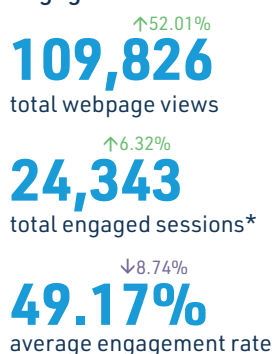 ↑52.01%
109,826
total webpage views
↑6.32%
24,343
total engaged sessions*
↓8.74%
49.17%
average engagement rate